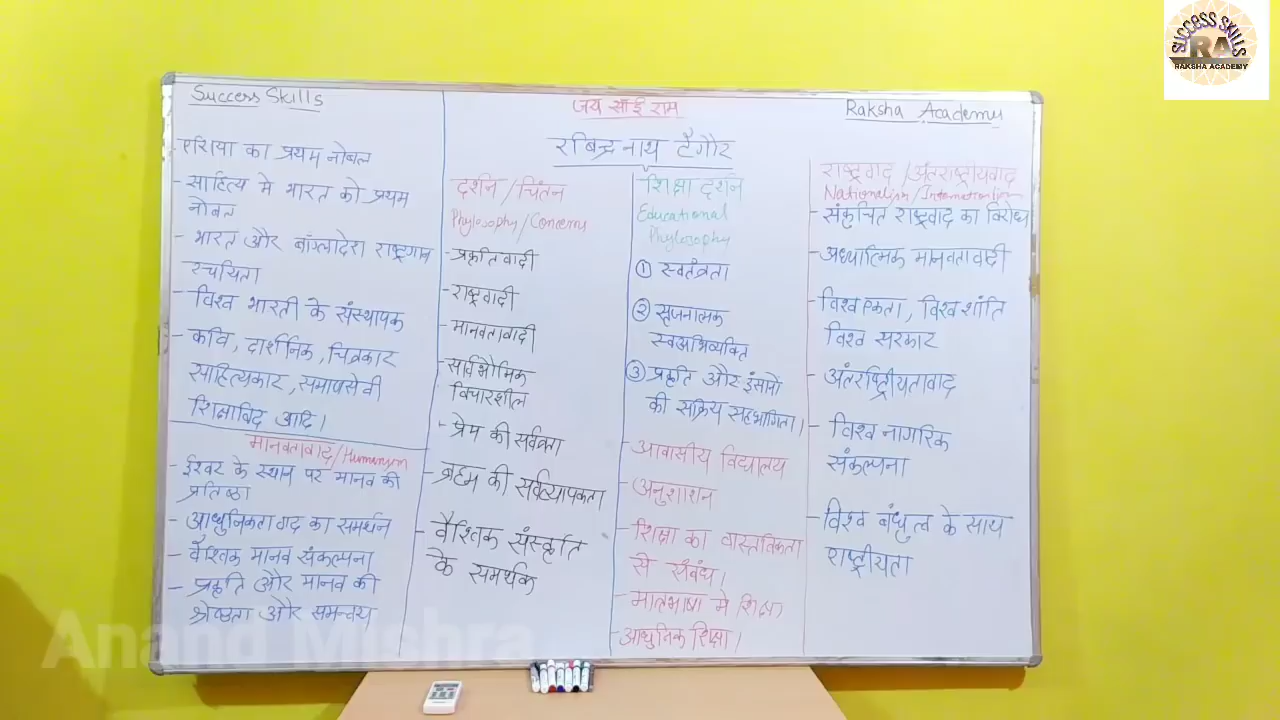 Success Skills
जय साँई राम
Raksha Academy
SUCCESS SKILLS
RA
RAKSHA ACADEMY
रबिन्द्रनाथ टैगौर
- एशिया का प्रथम नोबल
- साहित्य मे भारत को प्रथम
नोबल
- भारत और बांग्लादेश राष्ट्रगान
रचयिता
- विश्व भारती के संस्थापक
- कवि, दार्शनिक, चित्रकार
साहित्यकार, समाजसेवी
शिक्षाविद आदि।
मानवतावाद/Humanism
- ईश्वर के स्थान पर मानव की
प्रतिष्ठा
- आधुनिकतावाद का समर्थन
- वैश्विक मानव संकल्पना
- प्रकृति और मानव की
श्रेष्ठता और समन्वय
दर्शन / चिंतन
Phylosophy / Concerns
- प्रकृतिवादी
- राष्ट्रवादी
- मानवतावादी
- सार्वभौमिक
विचारशील
- प्रेम की सर्वक्ता
- ब्रह्म की सर्वव्यापकता
- वैश्विक संस्कृति
के समर्थक
शिक्षा दर्शन
Educational
Phylosophy
① स्वतंत्रता
② सृजनात्मक
स्वअभिव्यक्ति
③ प्रकृति और इंसानो
की सक्रिय सहभागिता।
- आवासीय विद्यालय
- अनुशाशन
- शिक्षा का वास्तविकता
से संबंध।
- मातृभाषा मे शिक्षा
- आधुनिक शिक्षा।
राष्ट्रवाद / अंतराष्ट्रीयवाद
Nationalism / Internationlism
- संकुचित राष्ट्रवाद का विरोध
- अध्यात्मिक मानवतावादी
- विश्व एकता, विश्व शांति
विश्व सरकार
- अंतर्राष्ट्रीयतावाद
- विश्व नागरिक
संकल्पना
- विश्व बंधुत्व के साथ
राष्ट्रीयता
Anand Mishra